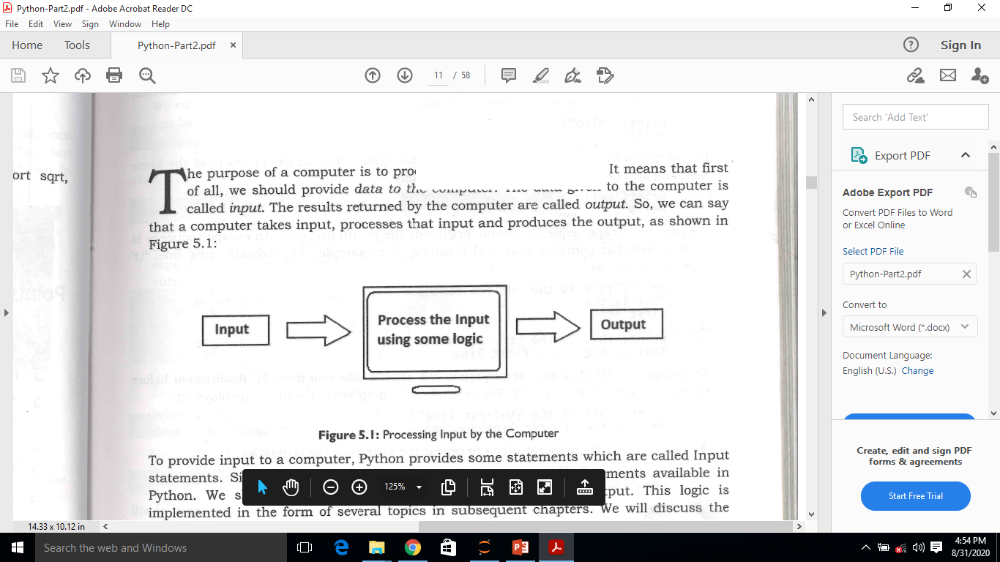 Python-Part2.pdf - Adobe Acrobat Reader DC
File Edit View Sign Window Help
Home Tools Python-Part2.pdf
Sign In
11 / 58
Search 'Add Text'
Export PDF
Adobe Export PDF
Convert PDF Files to Word
or Excel Online
Select PDF File
Python-Part2.pdf
Convert to
Microsoft Word (*.docx)
Document Language:
English (U.S.) Change
Create, edit and sign PDF
forms & agreements
Start Free Trial
ort sqrt,
The purpose of a computer is to It means that first
of all, we should provide data to to the computer is
called input. The results returned by the computer are called output. So, we can say
that a computer takes input, processes that input and produces the output, as shown in
Figure 5.1:
Input
Process the Input
using some logic
Output
Figure 5.1: Processing Input by the Computer
To provide input to a computer, Python provides some statements which are called Input
statements. available in
Python. We This logic is
implemented in the form of several topics in subsequent chapters. We will discuss the
125%
14.33 x 10.12 in
Search the web and Windows
4:54 PM
8/31/2020